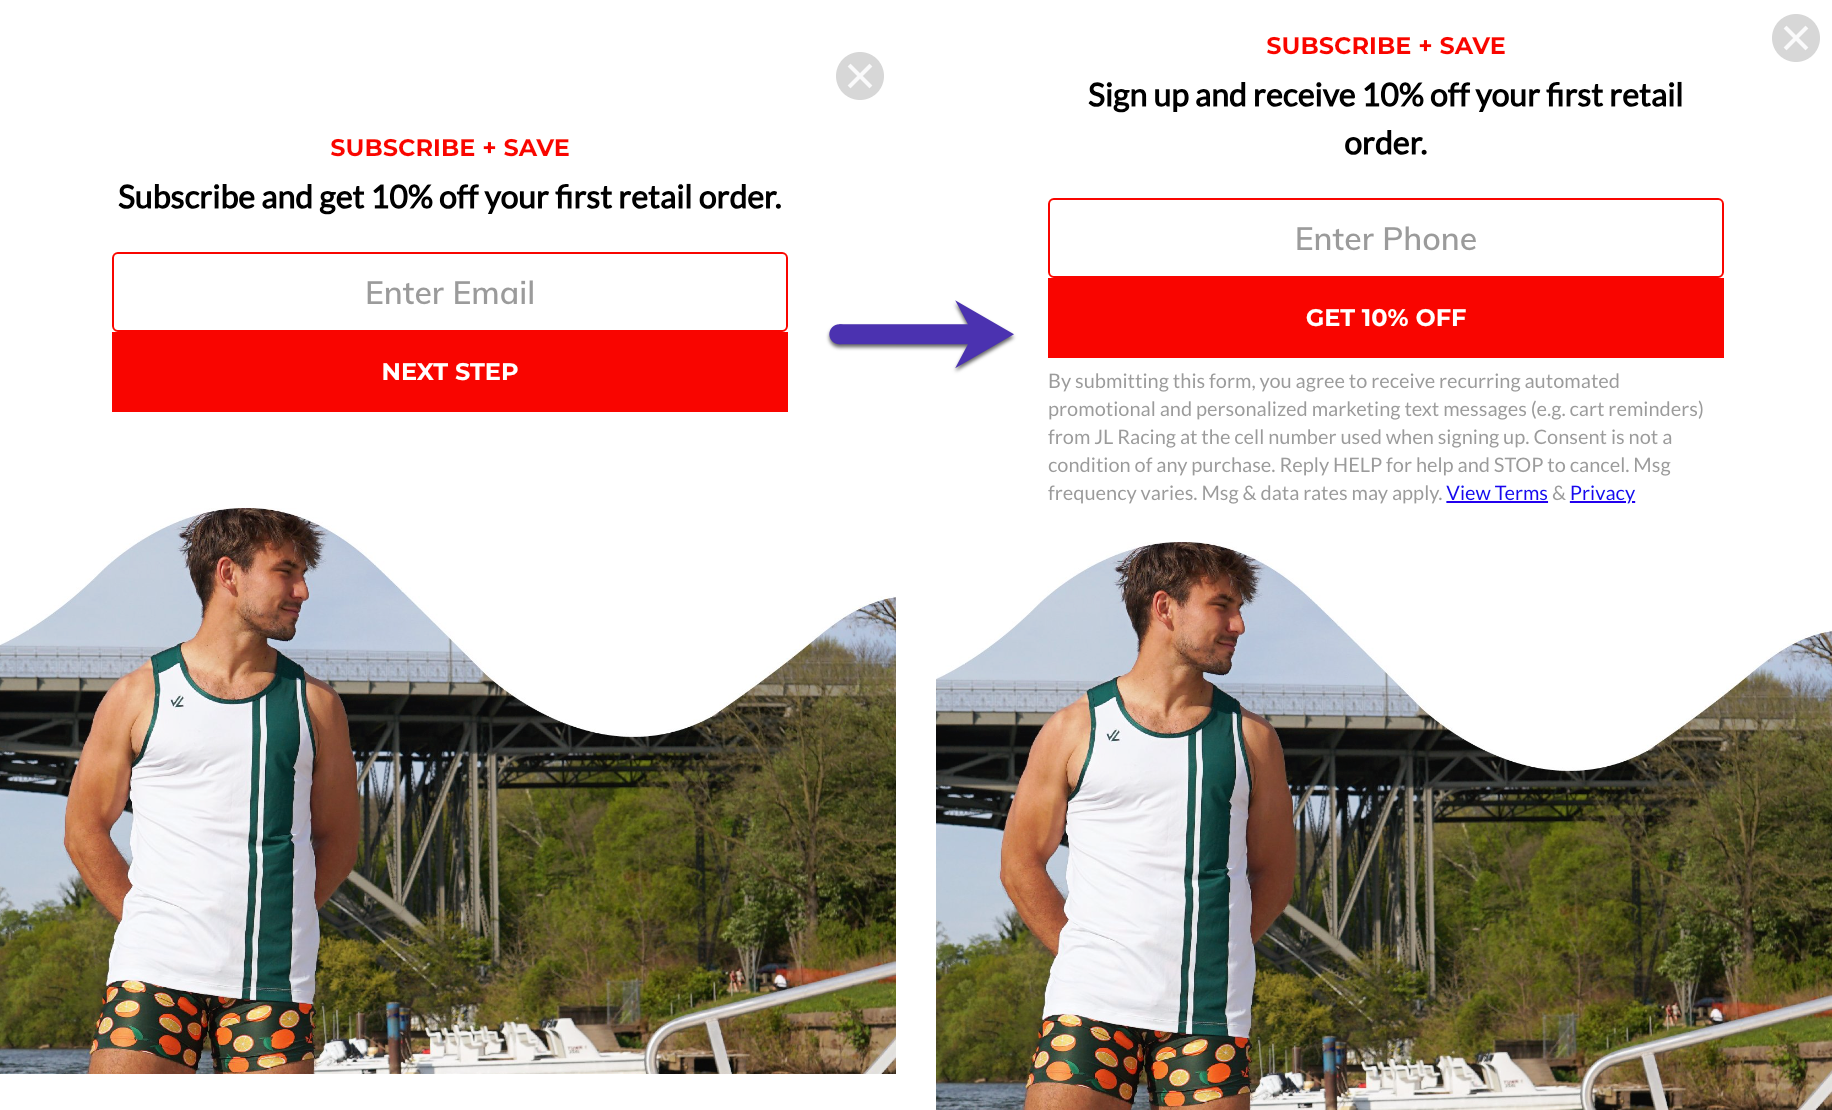 SUBSCRIBE + SAVE
Subscribe and get 10% off your first retail order.
Enter Email
NEXT STEP
SUBSCRIBE + SAVE
Sign up and receive 10% off your first retail
order.
Enter Phone
GET 10% OFF
By submitting this form, you agree to receive recurring automated
promotional and personalized marketing text messages (e.g. cart reminders)
from JL Racing at the cell number used when signing up. Consent is not a
condition of any purchase. Reply HELP for help and STOP to cancel. Msg
frequency varies. Msg & data rates may apply. View Terms & Privacy
JL
JL